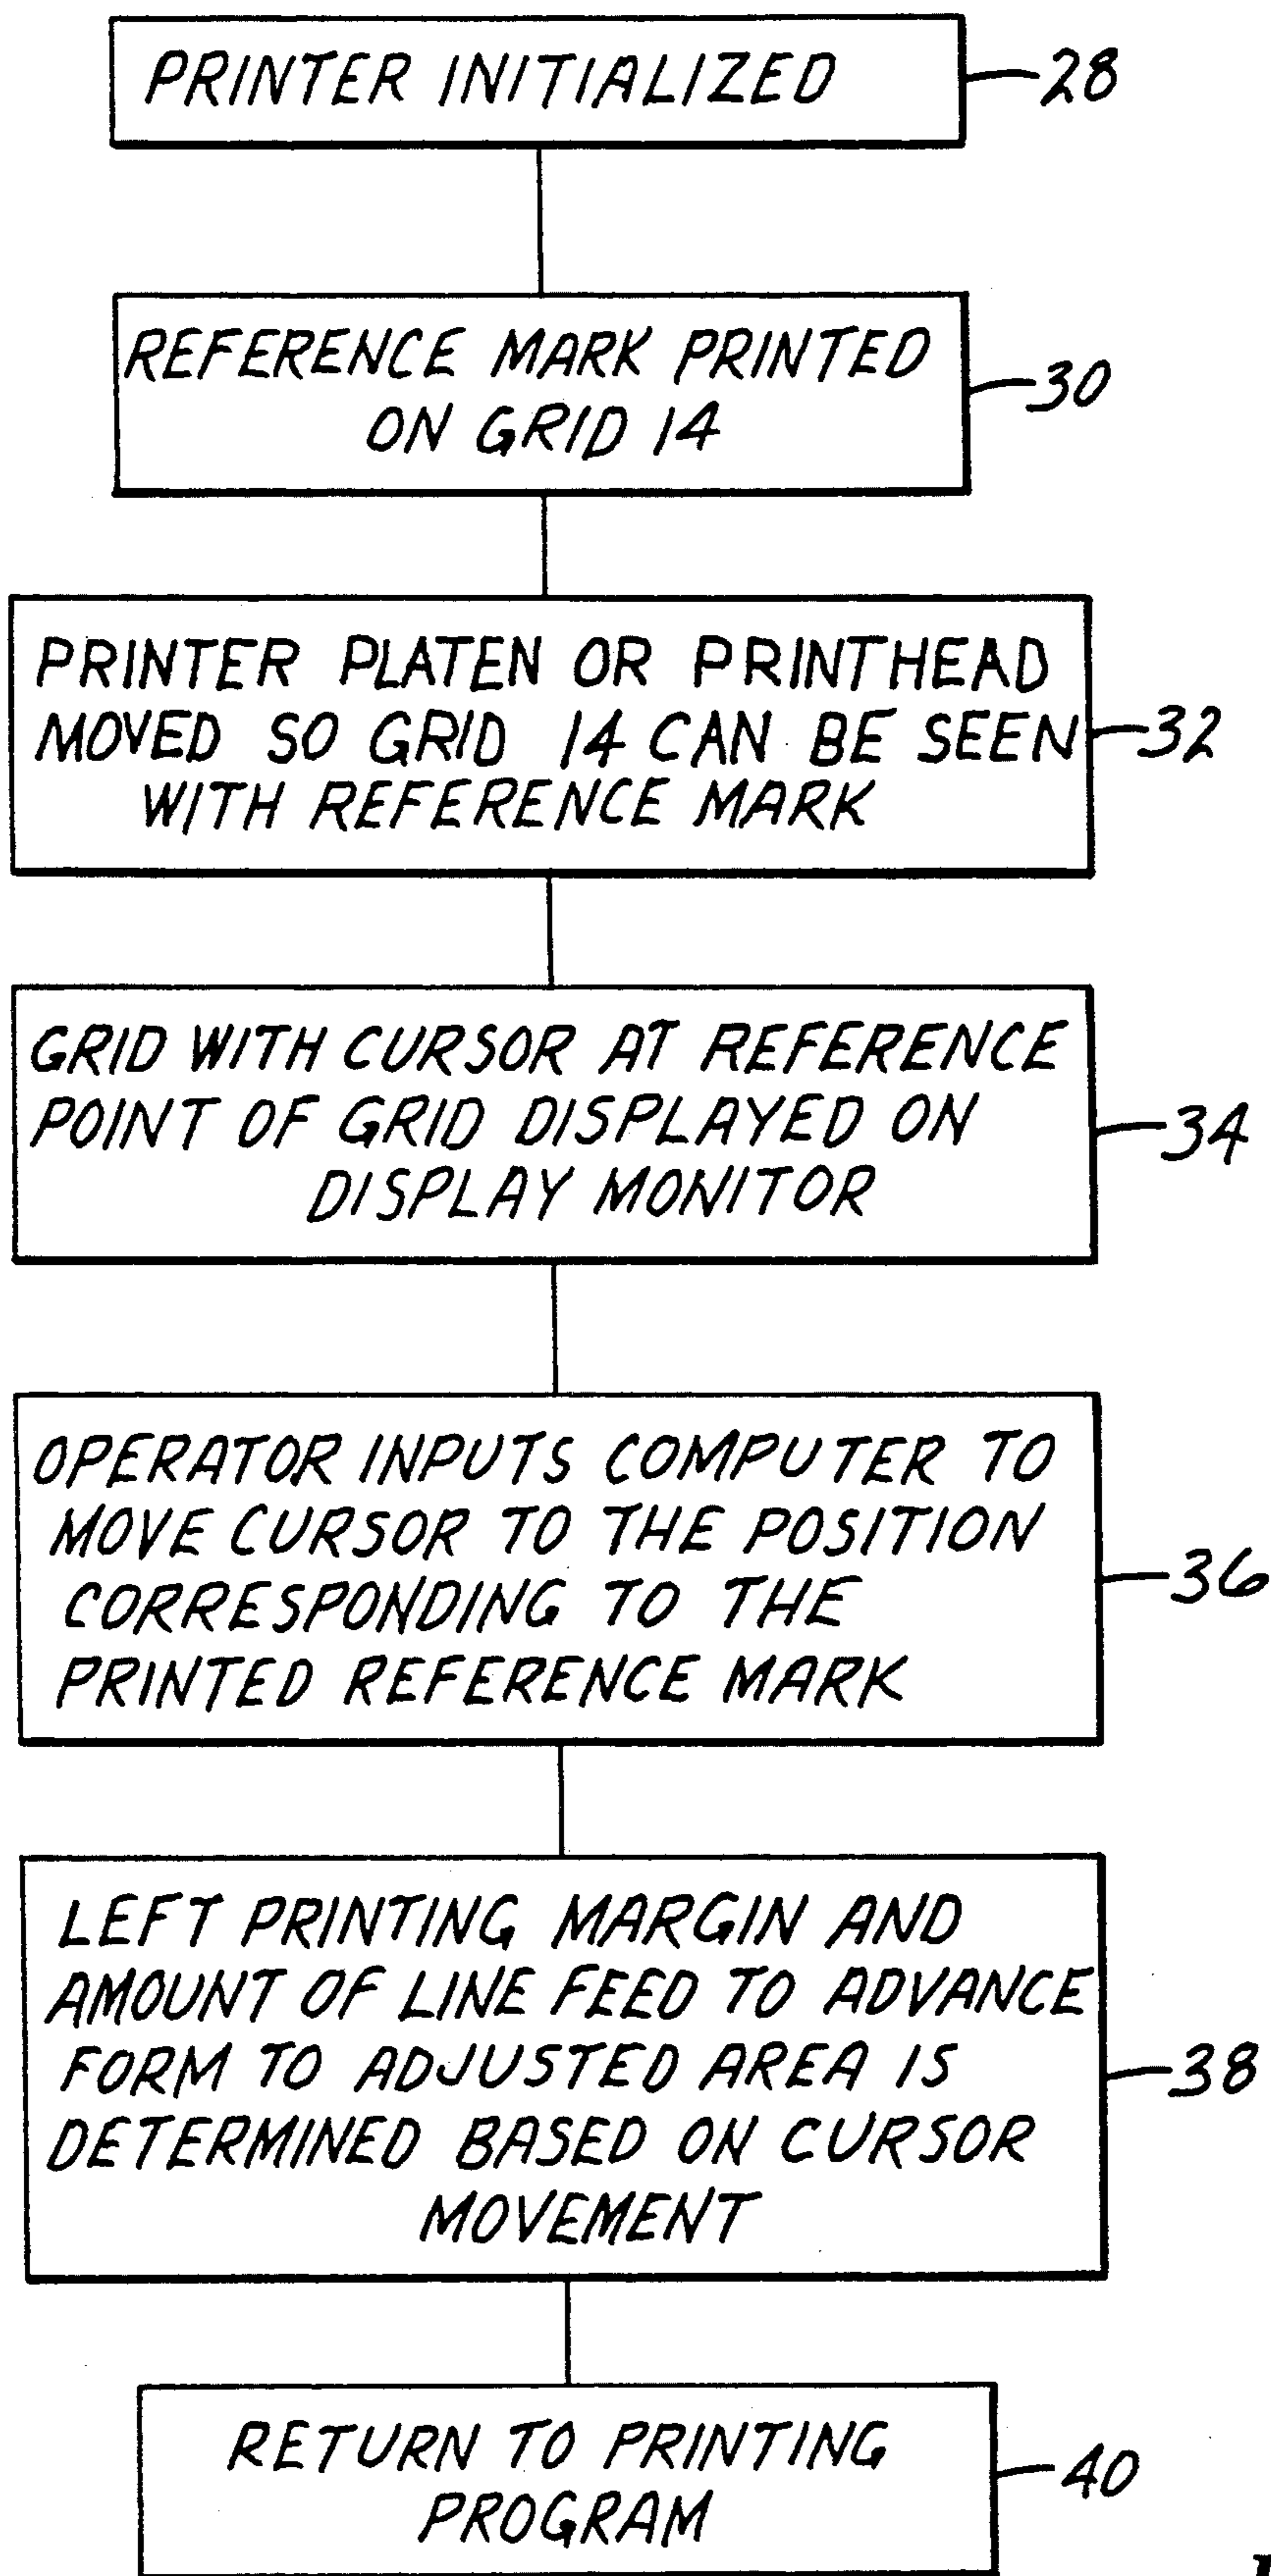 PRINTER INITIALIZED
28
REFERENCE MARK PRINTED
ON GRID 14
30
PRINTER PLATEN OR PRINTHEAD
MOVED SO GRID 14 CAN BE SEEN
WITH REFERENCE MARK
32
GRID WITH CURSOR AT REFERENCE
POINT OF GRID DISPLAYED ON
DISPLAY MONITOR
34
OPERATOR INPUTS COMPUTER TO
MOVE CURSOR TO THE POSITION
CORRESPONDING TO THE
PRINTED REFERENCE MARK
36
LEFT PRINTING MARGIN AND
AMOUNT OF LINE FEED TO ADVANCE
FORM TO ADJUSTED AREA IS
DETERMINED BASED ON CURSOR
MOVEMENT
38
RETURN TO PRINTING
PROGRAM
40